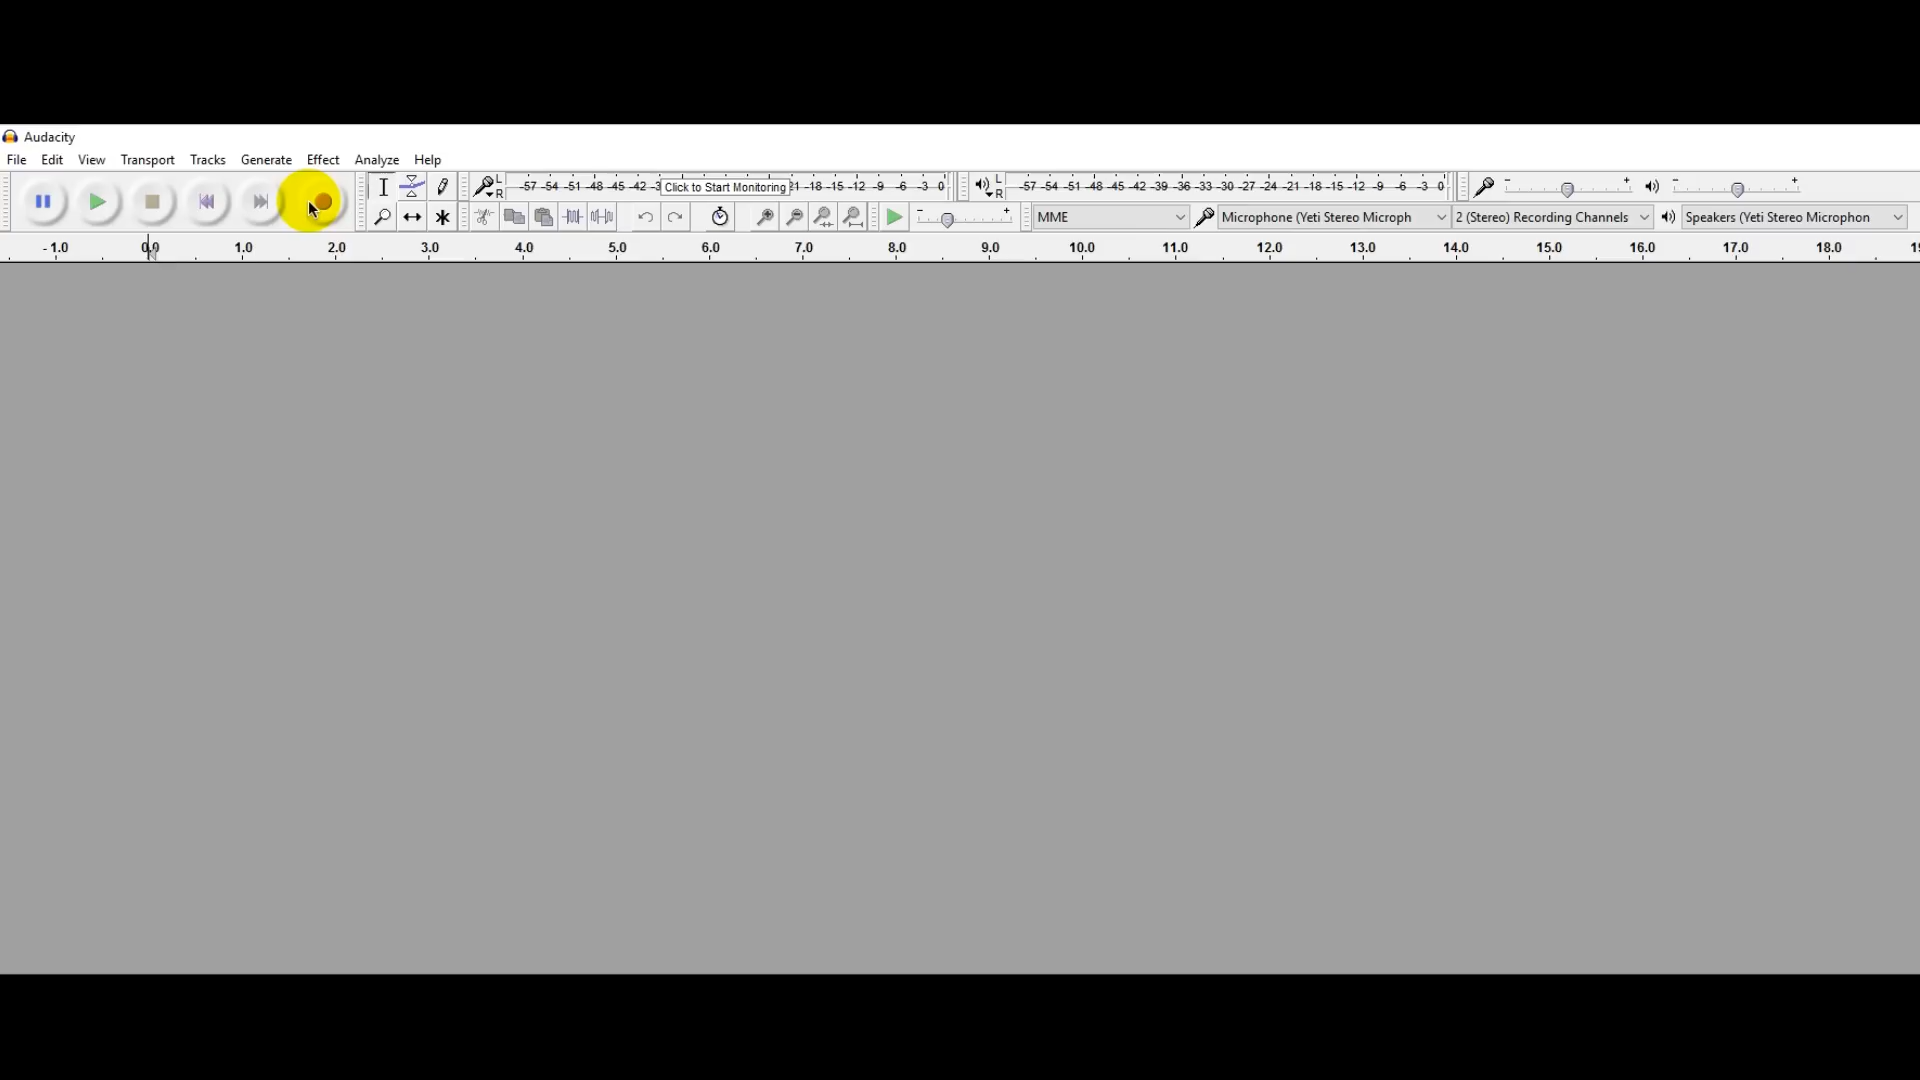 Audacity
File Edit View Transport Tracks Generate Effect Analyze Help
L -57 -54 -51 -48 -45 -42 -3 Click to Start Monitoring 21 -18 -15 -12 -9 -6 -3 0 L -57 -54 -51 -48 -45 -42 -39 -36 -33 -30 -27 -24 -21 -18 -15 -12 -9 -6 -3 0 - + - +
R R
- + MME Microphone (Yeti Stereo Microph 2 (Stereo) Recording Channels Speakers (Yeti Stereo Microphon
-1.0 0.0 1.0 2.0 3.0 4.0 5.0 6.0 7.0 8.0 9.0 10.0 11.0 12.0 13.0 14.0 15.0 16.0 17.0 18.0 19